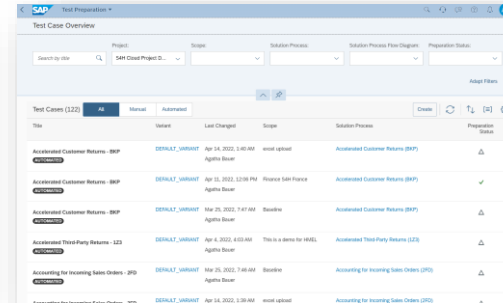 SAP Test Preparation
Test Case Overview
Project: Scope: Solution Process: Solution Process Flow Diagram: Preparation Status:
Search by title S4H Cloud Project D...
Adapt Filters
Test Cases (122) All Manual Automated Create
Title Variant Last Changed Scope Solution Process Preparation Status
Accelerated Customer Returns - BKP DEFAULT_VARIANT Apr 14, 2022, 1:40 AM excel upload Accelerated Customer Returns (BKP)
AUTOMATED Agatha Bauer
Accelerated Customer Returns - BKP DEFAULT_VARIANT Apr 11, 2022, 12:08 PM Finance S4H France Accelerated Customer Returns (BKP)
AUTOMATED Agatha Bauer
Accelerated Customer Returns - BKP DEFAULT_VARIANT Mar 25, 2022, 7:47 AM Baseline Accelerated Customer Returns (BKP)
AUTOMATED Agatha Bauer
Accelerated Third-Party Returns - 1Z3 DEFAULT_VARIANT Apr 4, 2022, 4:03 AM This is a demo for HMEL Accelerated Third-Party Returns (1Z3)
AUTOMATED Agatha Bauer
Accounting for Incoming Sales Orders - 2FD DEFAULT_VARIANT Mar 25, 2022, 7:48 AM Baseline Accounting for Incoming Sales Orders (2FD)
AUTOMATED Agatha Bauer
DEFAULT_VARIANT Apr 14, 2022, 1:38 AM excel upload Accounting for Incoming Sales Orders (2FD)